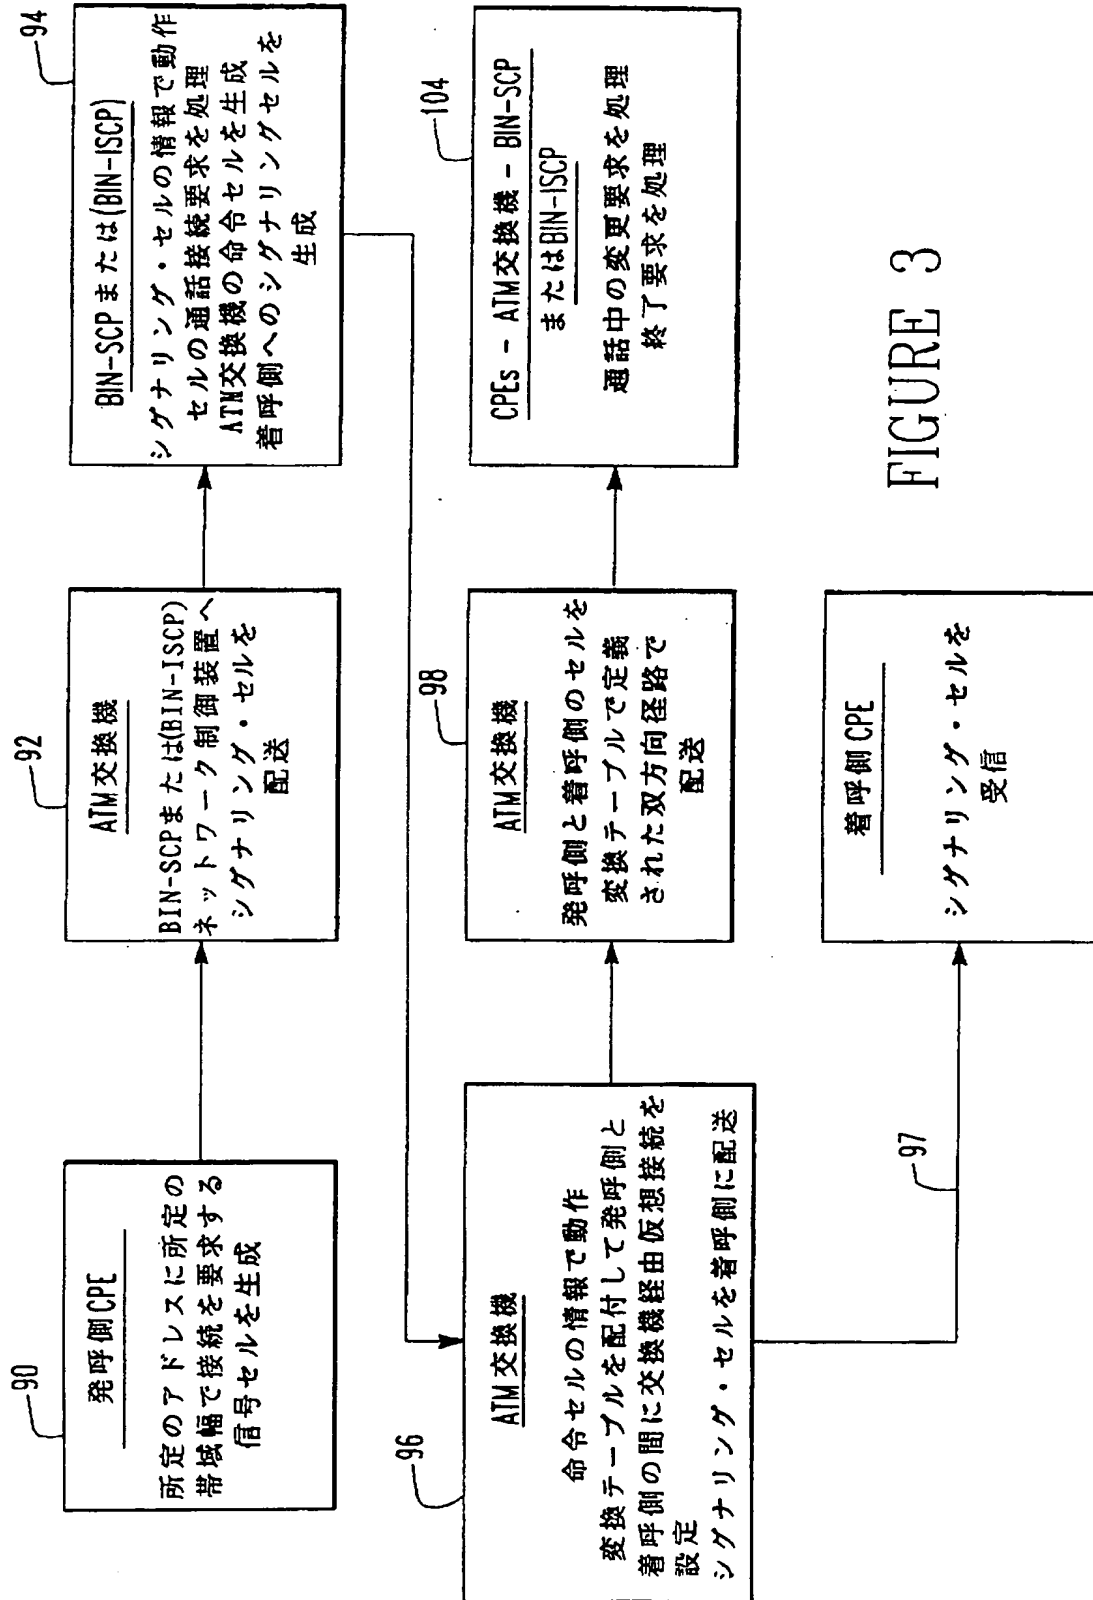 90
発呼側CPE
所定のアドレスに所定の
帯域幅で接続を要求する
信号セルを生成
92
ATM交換機
BIN-SCPまたは(BIN-ISCP)
ネットワーク制御装置へ
シグナリング・セルを
配送
94
BIN-SCPまたは(BIN-ISCP)
シグナリング・セルの情報で動作
セルの通話接続要求を処理
ATM交換機の命令セルを生成
着呼側へのシグナリングセルを
生成
96
ATM交換機
命令セルの情報で動作
変換テーブルを配付して発呼側と
着呼側の間に交換機経由仮想接続を
設定
シグナリング・セルを着呼側に配送
98
ATM交換機
発呼側と着呼側のセルを
変換テーブルで定義
された双方向径路で
配送
104
CPEs - ATM交換機 - BIN-SCP
またはBIN-ISCP
通話中の変更要求を処理
終了要求を処理
97
着呼側CPE
シグナリング・セルを
受信
FIGURE 3